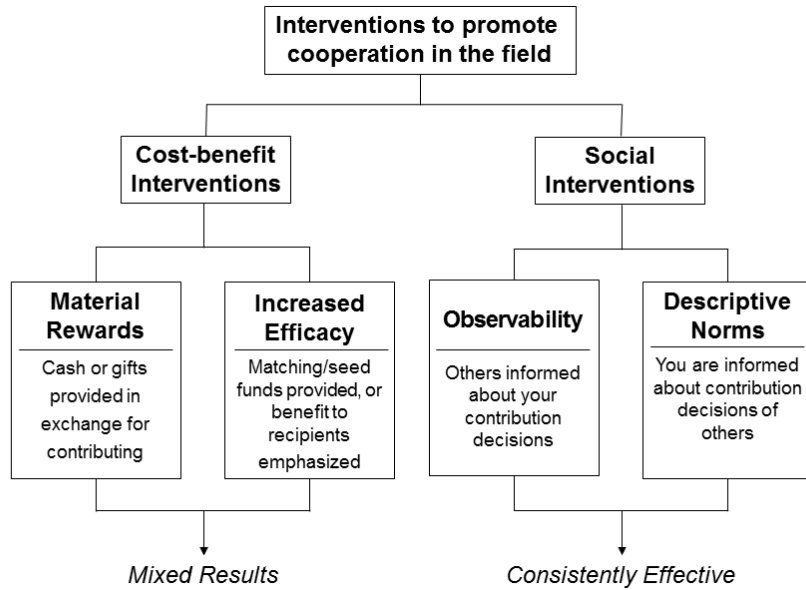 Interventions to promote
cooperation in the field
Cost-benefit
Interventions
Social
Interventions
Material
Rewards
Cash or gifts
provided in
exchange for
contributing
Increased
Efficacy
Matching/seed
funds provided, or
benefit to
recipients
emphasized
Observability
Others informed
about your
contribution
decisions
Descriptive
Norms
You are informed
about contribution
decisions of
others
Mixed Results
Consistently Effective